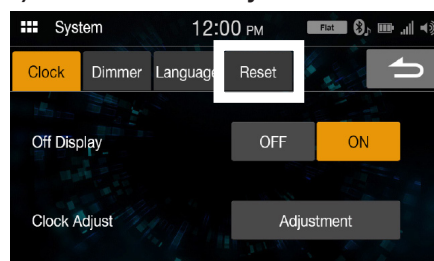 System 12:00 PM Flat
Clock Dimmer Language Reset
Off Display OFF ON
Clock Adjust Adjustment